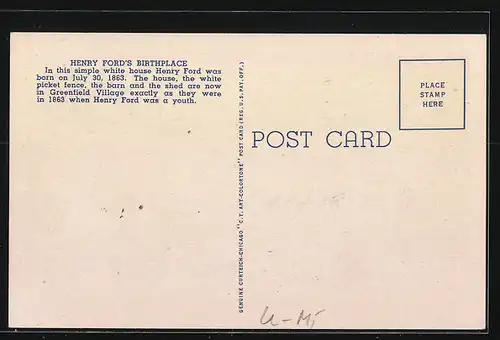 HENRY FORD'S BIRTHPLACE
In this simple white house Henry Ford was
born on July 30, 1863. The house, the white
picket fence, the barn and the shed are now
in Greenfield Village exactly as they were
in 1863 when Henry Ford was a youth.
GENUINE CURTEICH-CHICAGO "C.T. ART-COLORTONE" POST CARD (REG. U.S. PAT. OFF.)
POST CARD
PLACE
STAMP
HERE
U-Mi